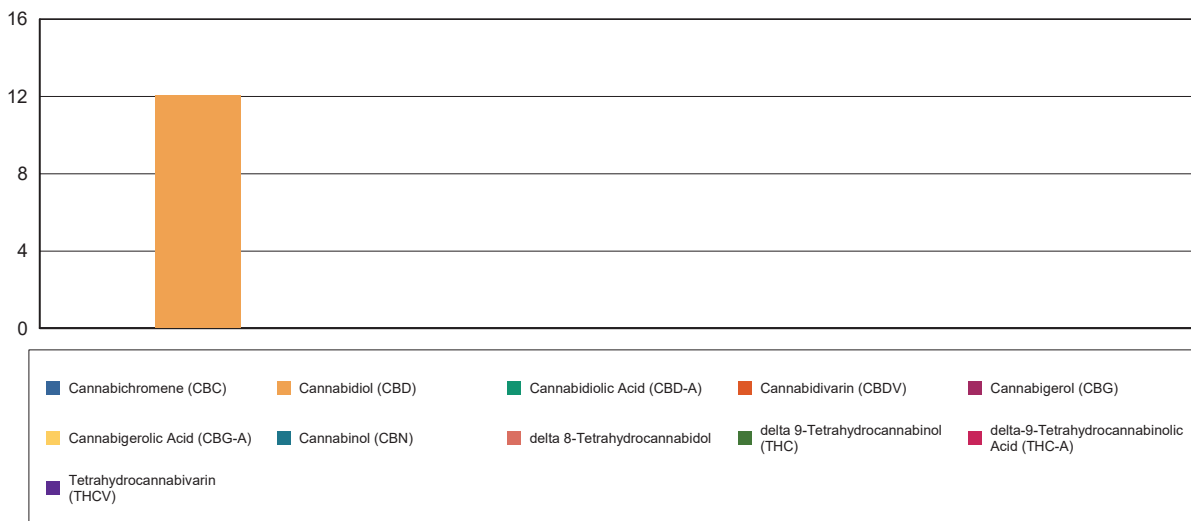 16
12
8
4
0
Cannabichromene (CBC)
Cannabidiol (CBD)
Cannabidiolic Acid (CBD-A)
Cannabidivarin (CBDV)
Cannabigerol (CBG)
Cannabigerolic Acid (CBG-A)
Cannabinol (CBN)
delta 8-Tetrahydrocannabidol
delta 9-Tetrahydrocannabinol
(THC)
delta-9-Tetrahydrocannabinolic
Acid (THC-A)
Tetrahydrocannabivarin
(THCV)